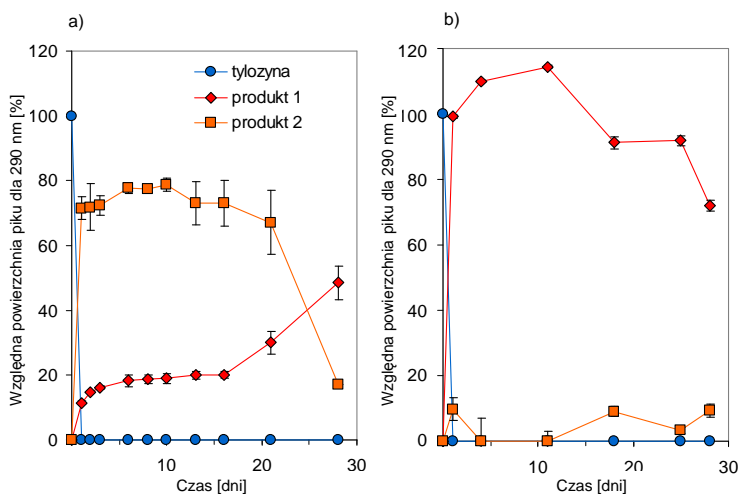 a)
Względna powierzchnia piku dla 290 nm [%]
120
100
80
60
40
20
0
10
20
30
Czas [dni]
tylozyna
produkt 1
produkt 2
b)
Względna powierzchnia piku dla 290 nm [%]
120
100
80
60
40
20
0
0
10
20
30
Czas [dni]